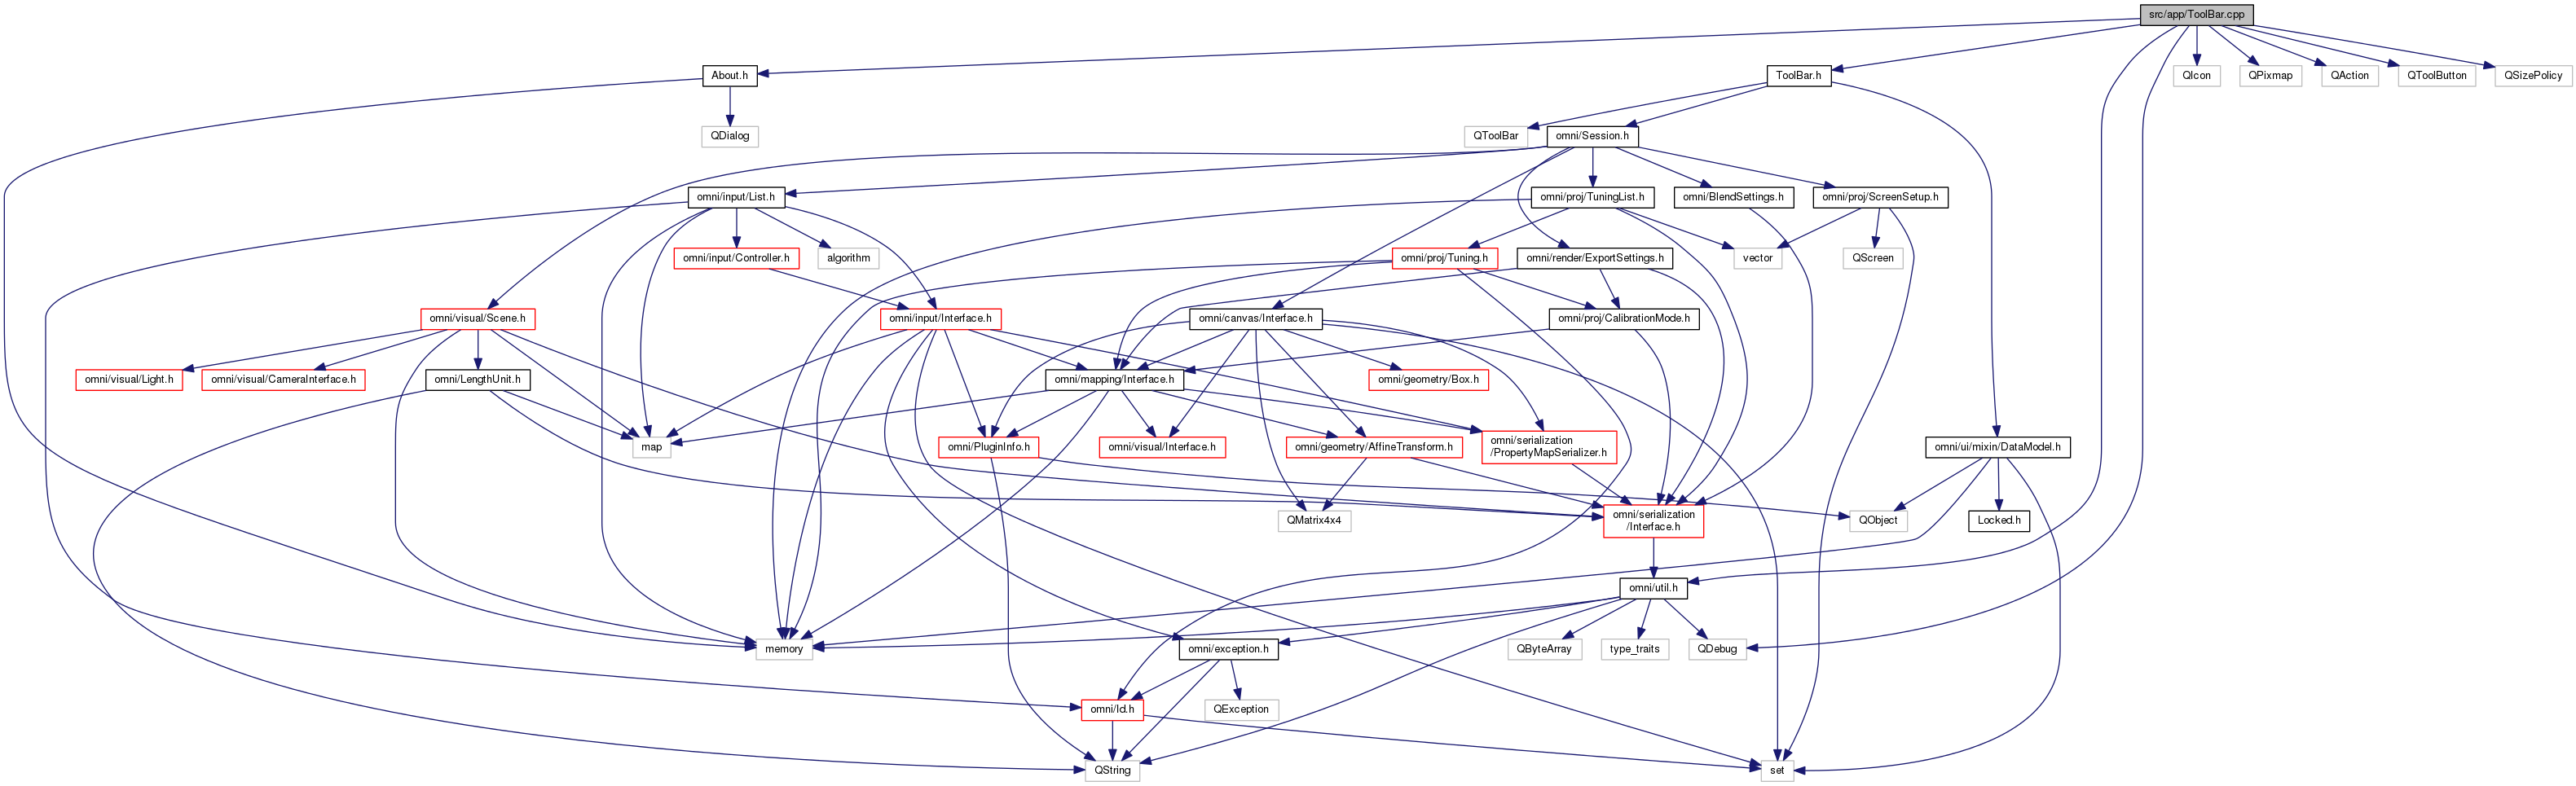 src/app/ToolBar.cpp
About.h
ToolBar.h
QIcon
QPixmap
QAction
QToolButton
QSizePolicy
QDialog
QToolBar
omni/Session.h
omni/input/List.h
omni/proj/TuningList.h
omni/BlendSettings.h
omni/proj/ScreenSetup.h
omni/input/Controller.h
algorithm
omni/proj/Tuning.h
omni/render/ExportSettings.h
vector
QScreen
omni/visual/Scene.h
omni/input/Interface.h
omni/canvas/Interface.h
omni/proj/CalibrationMode.h
omni/visual/Light.h
omni/visual/CameraInterface.h
omni/LengthUnit.h
omni/mapping/Interface.h
omni/geometry/Box.h
map
omni/PluginInfo.h
omni/visual/Interface.h
omni/geometry/AffineTransform.h
omni/serialization
/PropertyMapSerializer.h
omni/ui/mixin/DataModel.h
QMatrix4x4
omni/serialization
/Interface.h
QObject
Locked.h
omni/util.h
memory
omni/exception.h
QByteArray
type_traits
QDebug
omni/Id.h
QException
QString
set